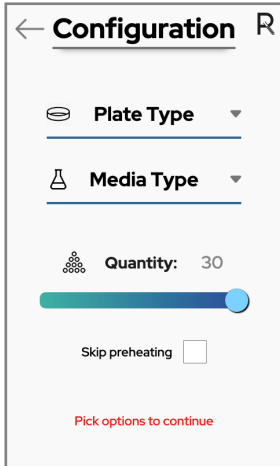 Configuration R
Plate Type
Media Type
Quantity: 30
Skip preheating
Pick options to continue